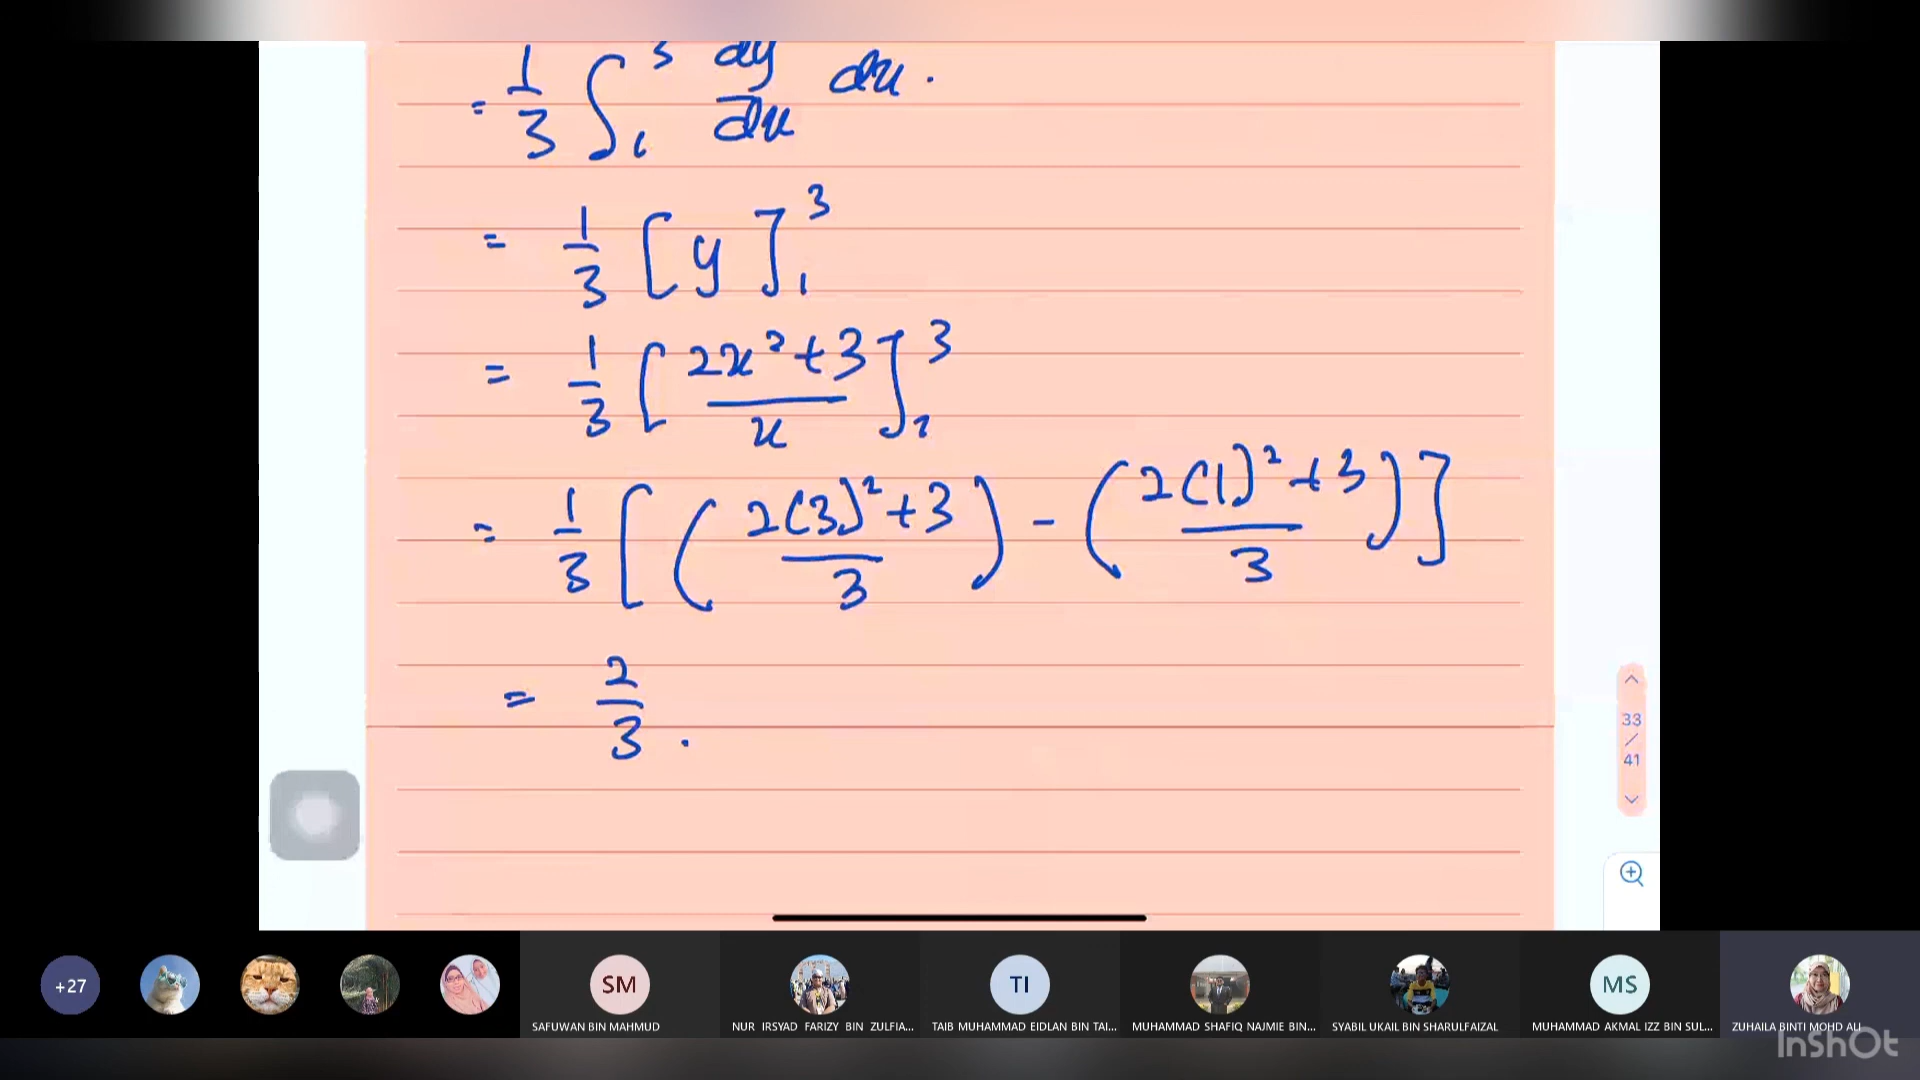 = 1/3 ∫₁³ dy/dx dx.
= 1/3 [y]₁³
= 1/3 [(2x²+3)/x]₁³
= 1/3 [((2(3)²+3)/3) - ((2(1)²+3)/3)]
= 2/3.
33
/
41
+27
SM
TI
MS
SAFUWAN BIN MAHMUD
NUR IRSYAD FARIZY BIN ZULFIA...
TAIB MUHAMMAD EIDLAN BIN TAI...
MUHAMMAD SHAFIQ NAJMIE BIN...
SYABIL UKAIL BIN SHARULFAIZAL
MUHAMMAD AKMAL IZZ BIN SUL...
ZUHAILA BINTI MOHD ALI
InShOt